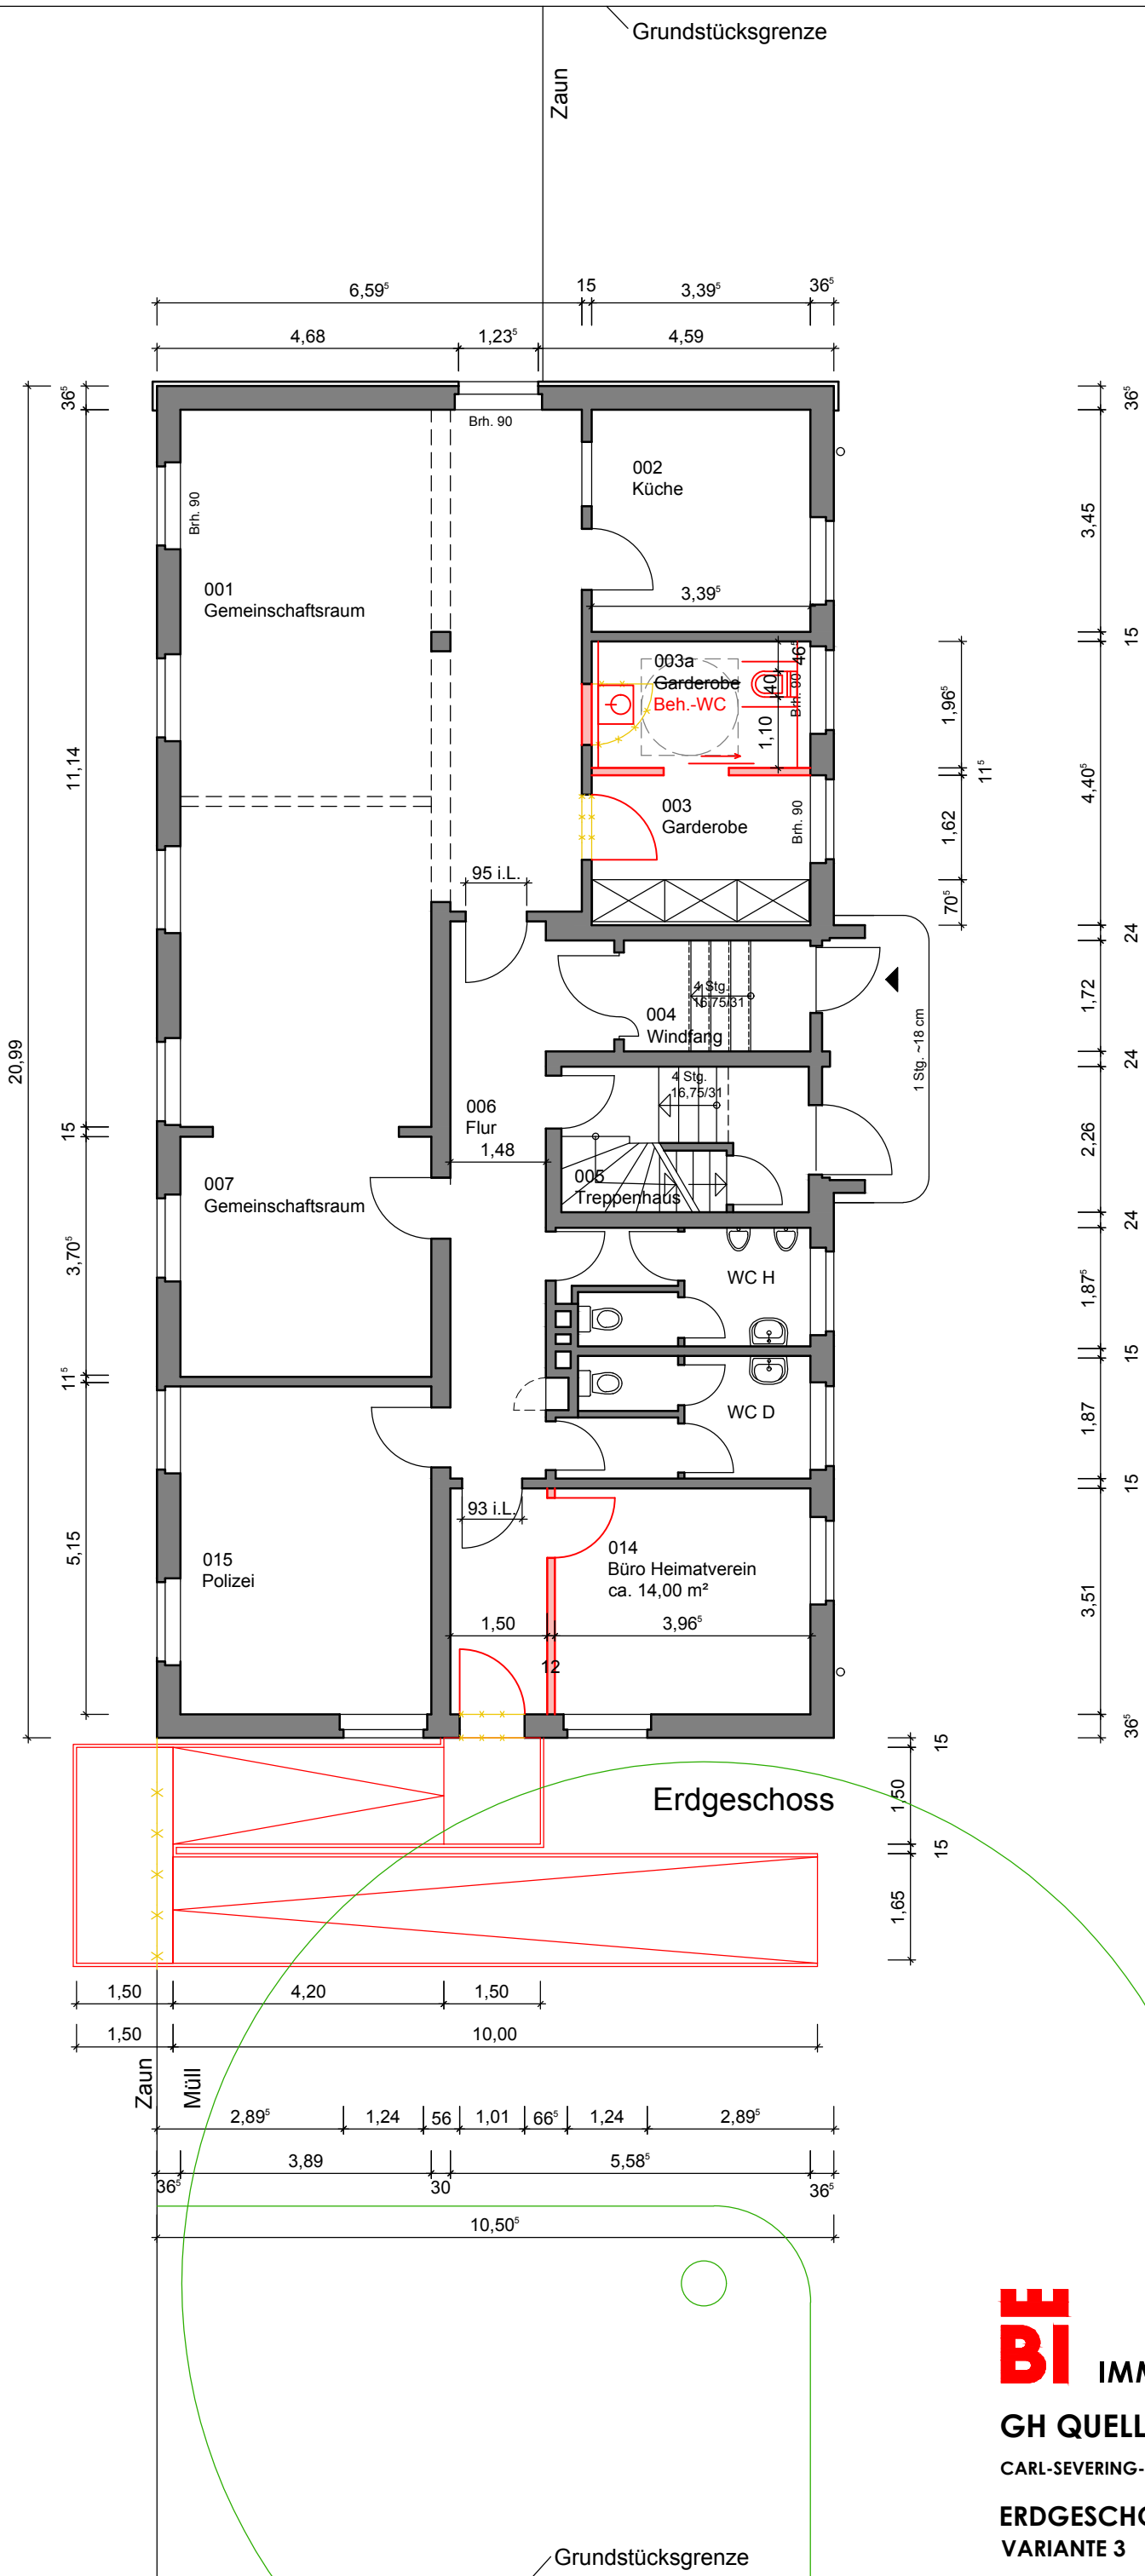 Grundstücksgrenze
Zaun
6,59⁵
15
3,39⁵
36⁵
4,68
1,23⁵
4,59
36⁵
11,14
15
3,70⁵
11⁵
5,15
20,99
Brh. 90
Brh. 90
001
Gemeinschaftsraum
002
Küche
3,39⁵
003a
Garderobe
Beh.-WC
46⁵
40
1,10
Brh. 90
003
Garderobe
Brh. 90
95 i.L.
4 Stg.
16,75/31
004
Windfang
4 Stg.
16,75/31
006
Flur
1,48
005
Treppenhaus
007
Gemeinschaftsraum
WC H
WC D
93 i.L.
014
Büro Heimatverein
ca. 14,00 m²
015
Polizei
1,50
3,96⁵
12
1 Stg. ~18 cm
1,96⁵
11⁵
1,62
70⁵
36⁵
3,45
15
4,40⁵
24
1,72
24
2,26
24
1,87⁵
15
1,87
15
3,51
36⁵
Erdgeschoss
15
1,50
15
1,65
1,50
4,20
1,50
1,50
10,00
Zaun
Müll
2,89⁵
1,24
56
1,01
66⁵
1,24
2,89⁵
36⁵
3,89
30
5,58⁵
36⁵
10,50⁵
BI
IMM
GH QUELL
CARL-SEVERING-
ERDGESCHO
VARIANTE 3
Grundstücksgrenze